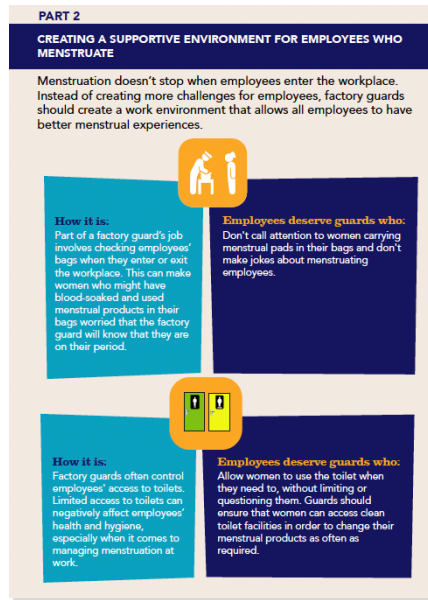 PART 2
CREATING A SUPPORTIVE ENVIRONMENT FOR EMPLOYEES WHO
MENSTRUATE
Menstruation doesn't stop when employees enter the workplace.
Instead of creating more challenges for employees, factory guards
should create a work environment that allows all employees to have
better menstrual experiences.
How it is:
Part of a factory guard's job
involves checking employees'
bags when they enter or exit
the workplace. This can make
women who might have
blood-soaked and used
menstrual products in their
bags worried that the factory
guard will know that they are
on their period.
Employees deserve guards who:
Don't call attention to women carrying
menstrual pads in their bags and don't
make jokes about menstruating
employees.
How it is:
Factory guards often control
employees' access to toilets.
Limited access to toilets can
negatively affect employees'
health and hygiene,
especially when it comes to
managing menstruation at
work.
Employees deserve guards who:
Allow women to use the toilet when
they need to, without limiting or
questioning them. Guards should
ensure that women can access clean
toilet facilities in order to change their
menstrual products as often as
required.